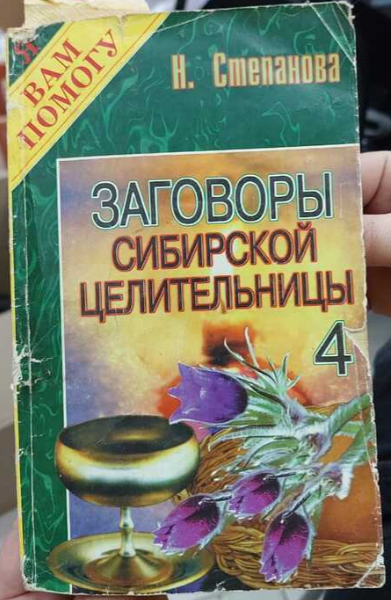 Я
ВАМ
ПОМОГУ
Н. Степанова
ЗАГОВОРЫ
СИБИРСКОЙ
ЦЕЛИТЕЛЬНИЦЫ
4